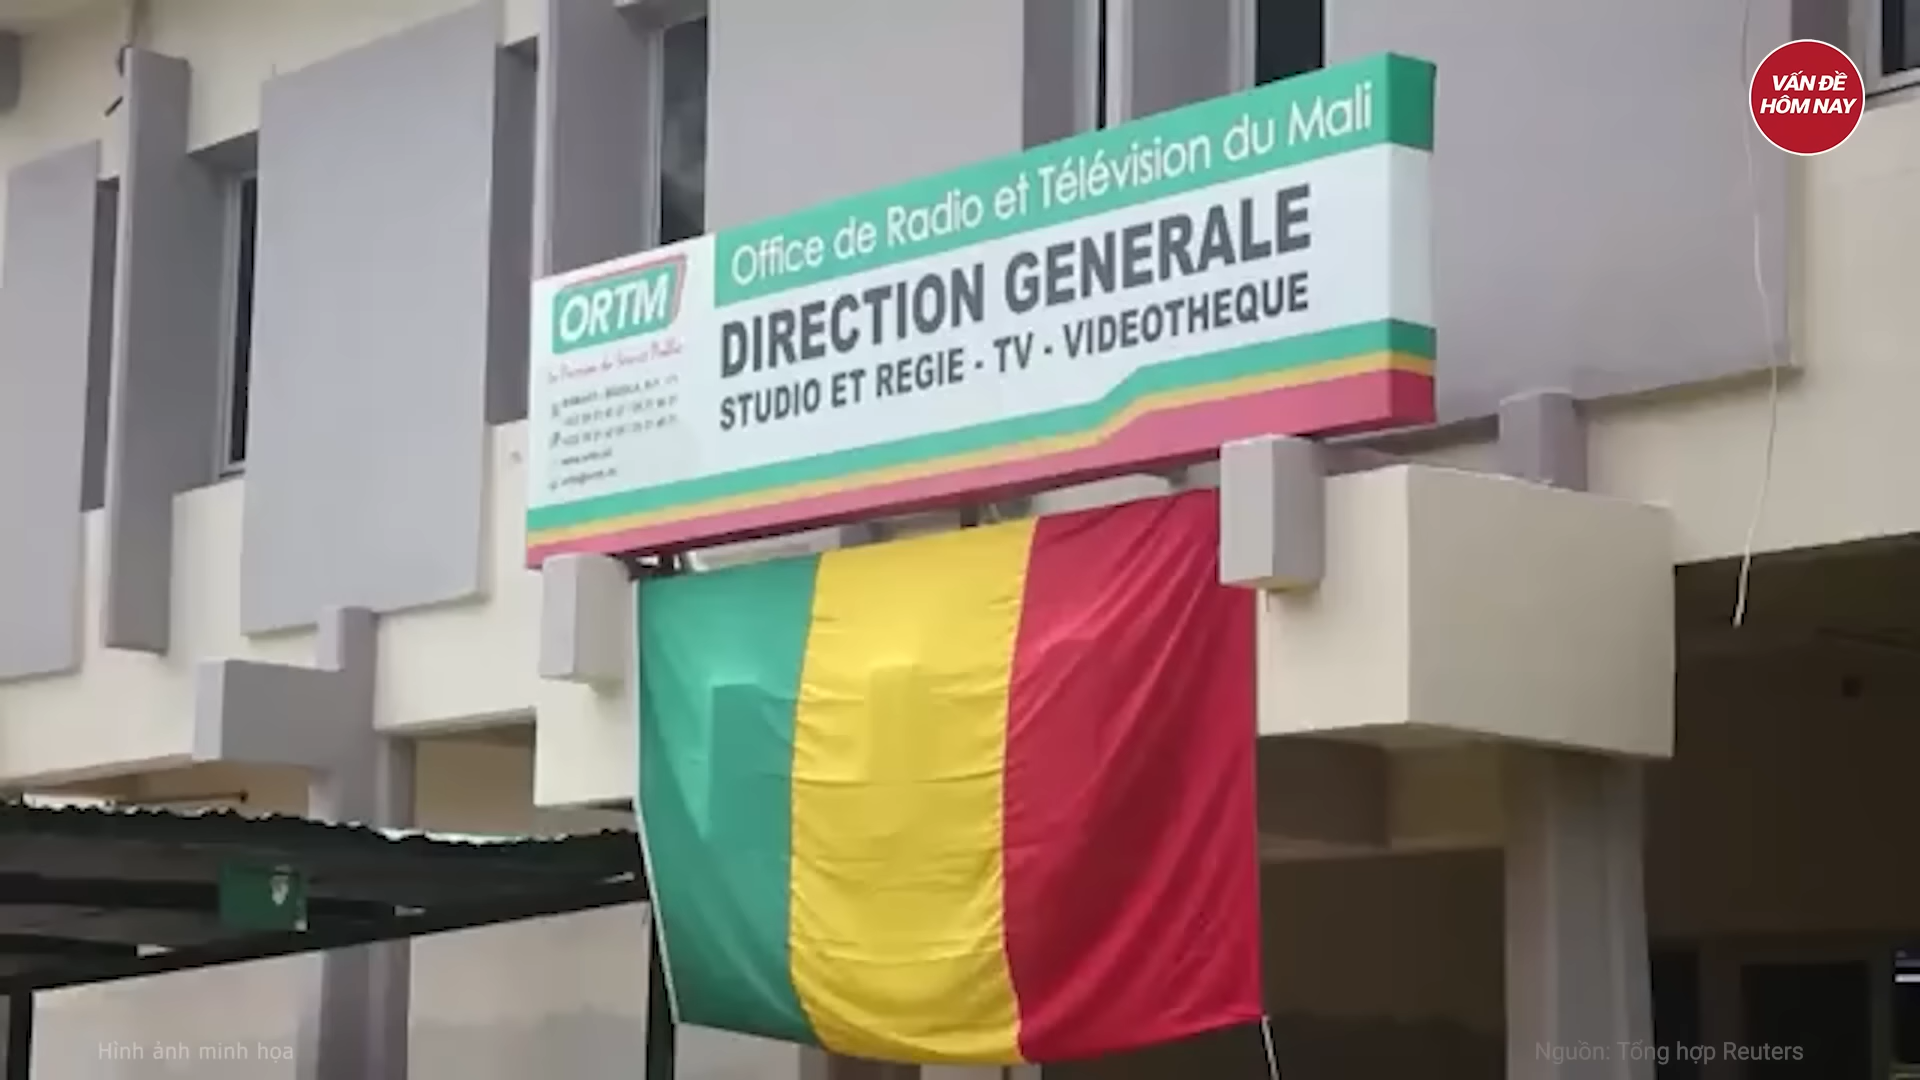 VẤN ĐỀ
HÔM NAY
Office de Radio et Télévision du Mali
ORTM
DIRECTION GENERALE
STUDIO ET REGIE - TV - VIDEOTHEQUE
Hình ảnh minh họa
Nguồn: Tổng hợp Reuters